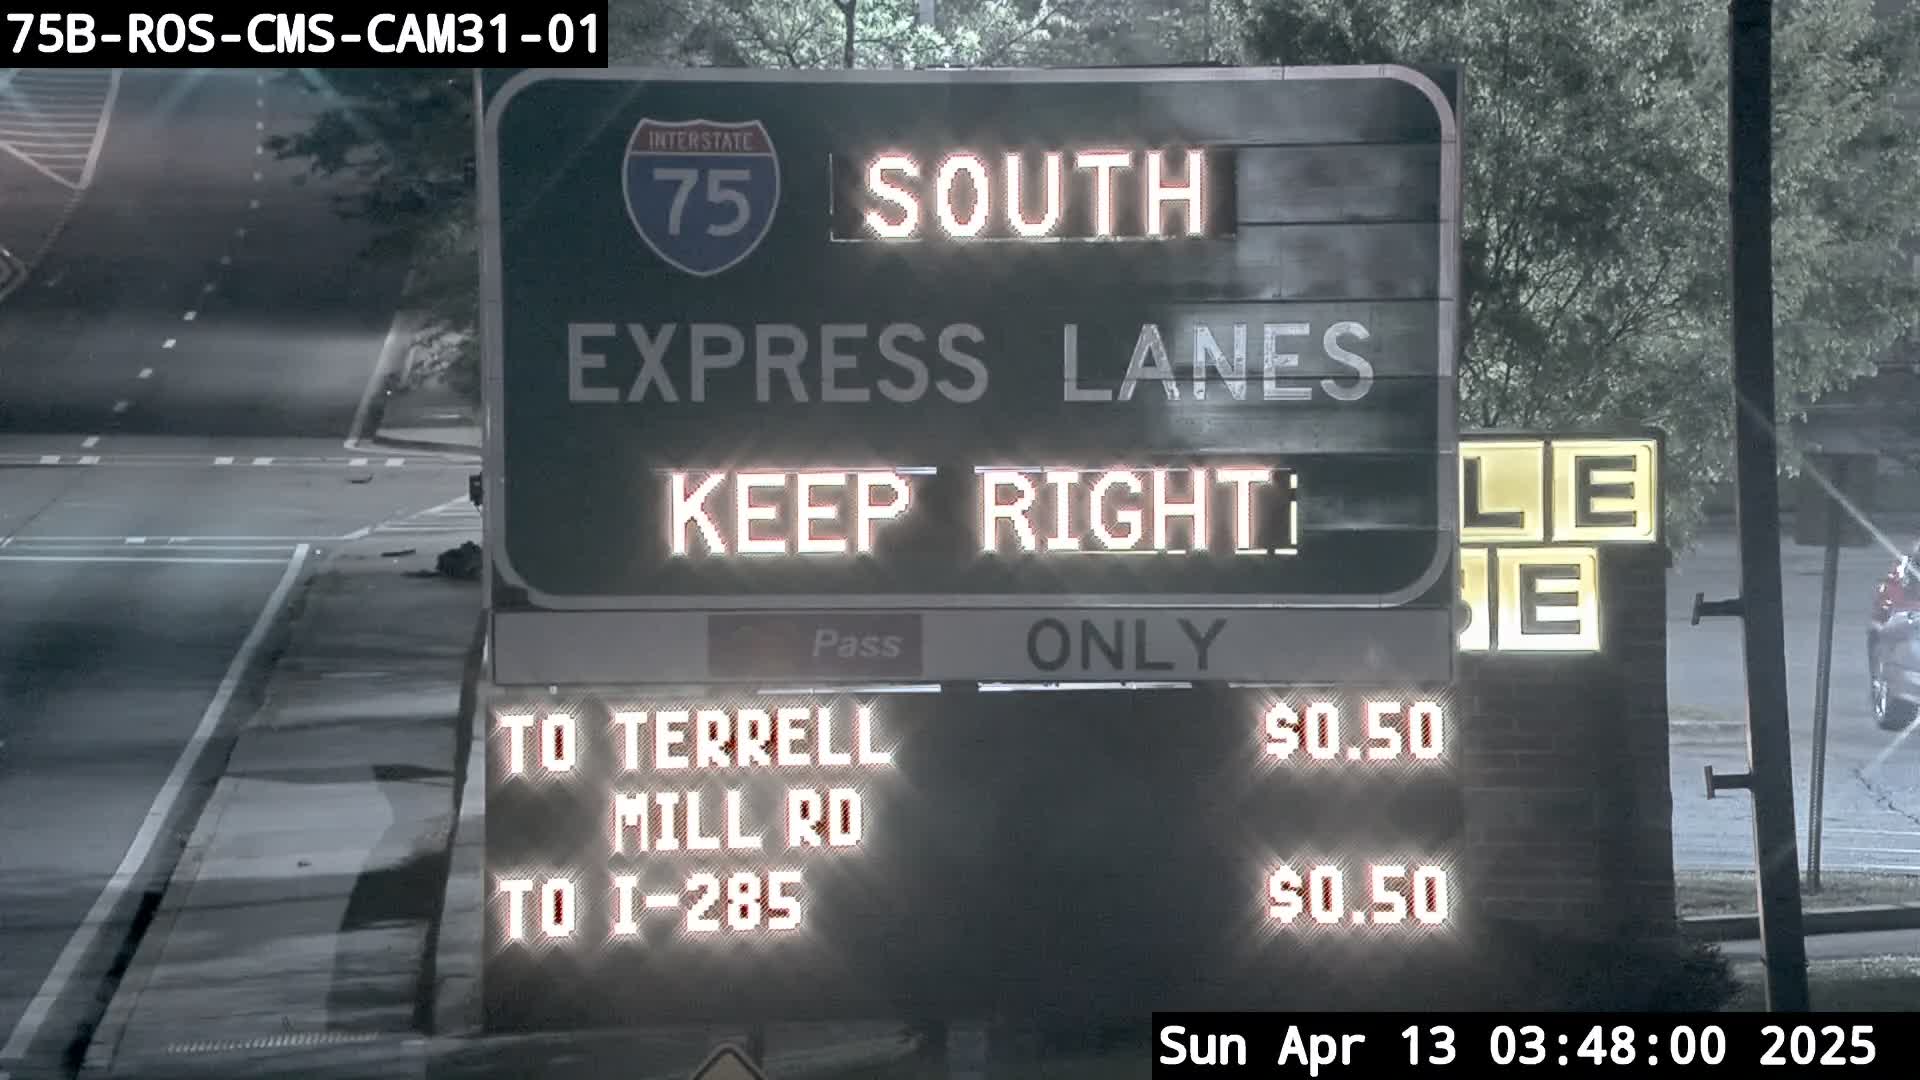 75B-ROS-CMS-CAM31-01
INTERSTATE
75
SOUTH
EXPRESS LANES
KEEP RIGHT
Pass ONLY
LE
E
TO TERRELL $0.50
MILL RD
TO I-285 $0.50
Sun Apr 13 03:48:00 2025